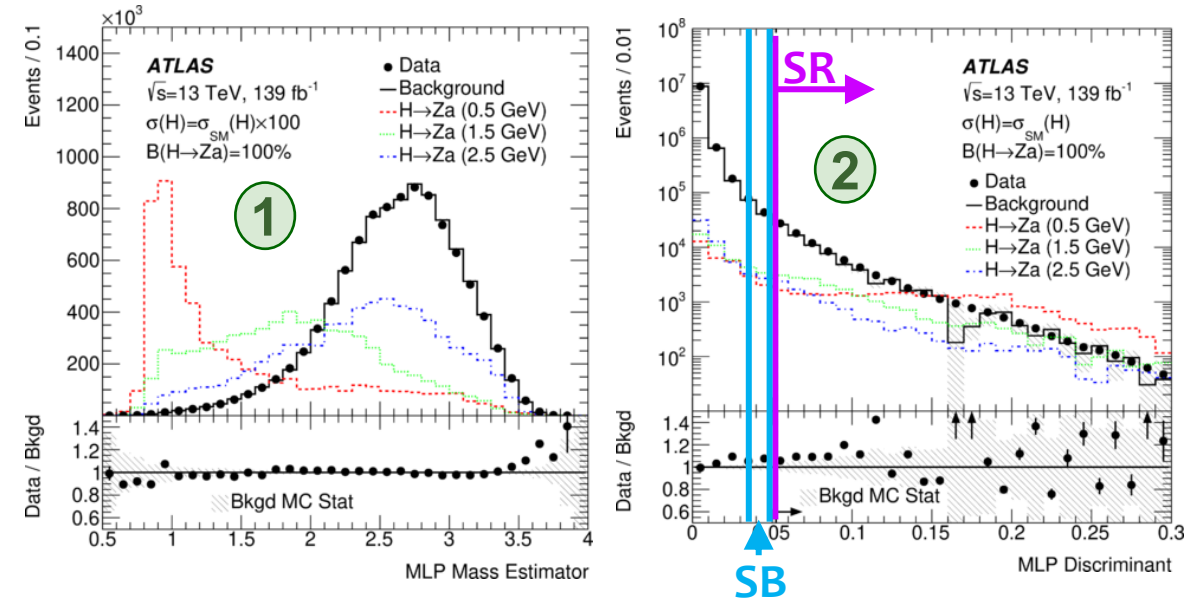 ×10³
Events / 0.1
1400
1200
1000
800
600
400
200
ATLAS
√s=13 TeV, 139 fb⁻¹
σ(H)=σ_SM(H)×100
B(H→Za)=100%
Data
Background
H→Za (0.5 GeV)
H→Za (1.5 GeV)
H→Za (2.5 GeV)
1
Data / Bkgd
1.4
1.2
1
0.8
0.6
Bkgd MC Stat
0.5 1 1.5 2 2.5 3 3.5 4
MLP Mass Estimator
Events / 0.01
10⁸
10⁷
10⁶
10⁵
10⁴
10³
10²
SR
2
ATLAS
√s=13 TeV, 139 fb⁻¹
σ(H)=σ_SM(H)
B(H→Za)=100%
Data
Background
H→Za (0.5 GeV)
H→Za (1.5 GeV)
H→Za (2.5 GeV)
Data / Bkgd
1.4
1.2
1
0.8
0.6
Bkgd MC Stat
0 0.05 0.1 0.15 0.2 0.25 0.3
MLP Discriminant
SB